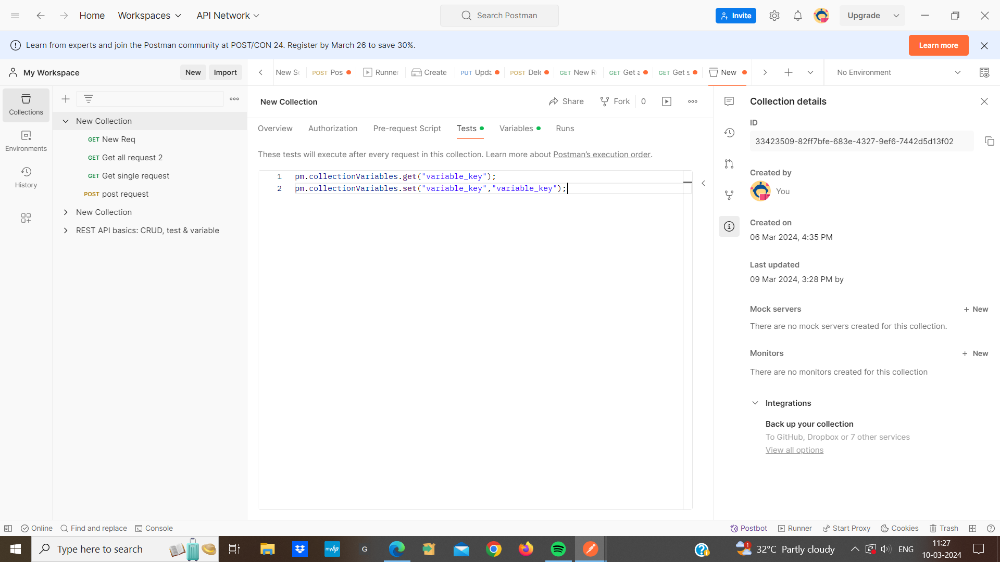 Home Workspaces API Network Search Postman Invite Upgrade
Learn from experts and join the Postman community at POST/CON 24. Register by March 26 to save 30%. Learn more
My Workspace New Import
New S POST Pos Runner Create PUT Upda POST Dele GET New R GET Get a GET Get s New No Environment
Collections
Environments
History
New Collection
GET New Req
GET Get all request 2
GET Get single request
POST post request
New Collection
REST API basics: CRUD, test & variable
New Collection Share Fork 0
Overview Authorization Pre-request Script Tests Variables Runs
These tests will execute after every request in this collection. Learn more about Postman’s execution order.
1 pm.collectionVariables.get("variable_key");
2 pm.collectionVariables.set("variable_key","variable_key");
Collection details
ID
33423509-82ff7bfe-683e-4327-9ef6-7442d5d13f02
Created by
You
Created on
06 Mar 2024, 4:35 PM
Last updated
09 Mar 2024, 3:28 PM by
Mock servers + New
There are no mock servers created for this collection.
Monitors + New
There are no monitors created for this collection
Integrations
Back up your collection
To GitHub, Dropbox or 7 other services
View all options
Online Find and replace Console Postbot Runner Start Proxy Cookies Trash
Type here to search myhp G 1 32°C Partly cloudy ENG
11:27
10-03-2024